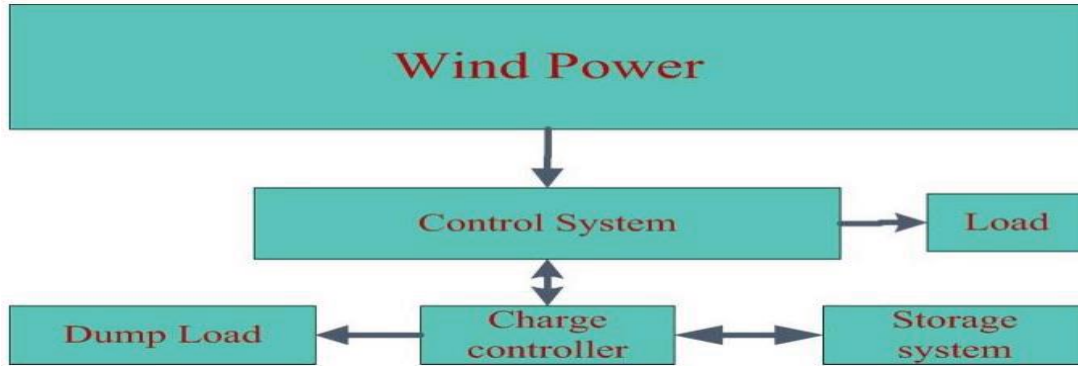 Wind Power
Control System
Load
Dump Load
Charge
controller
Storage
system